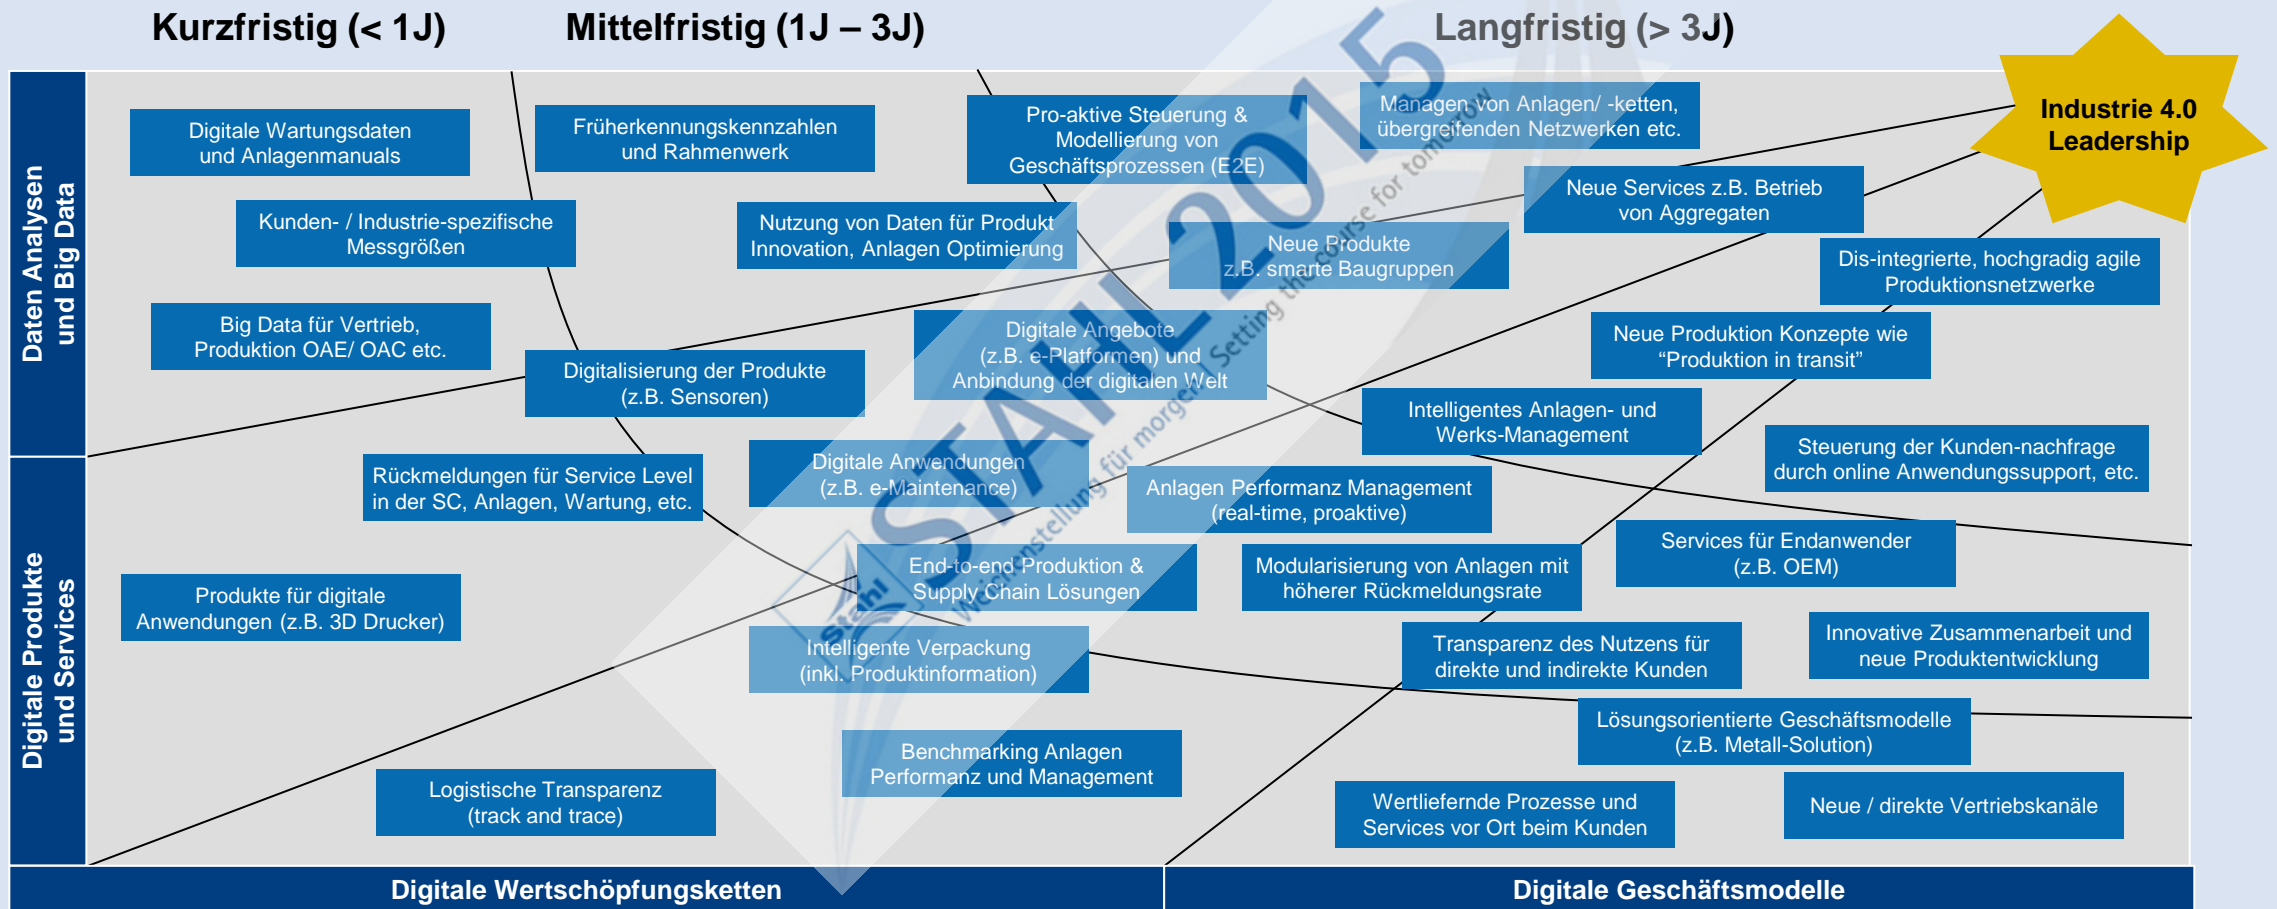 Kurzfristig (< 1J)
Mittelfristig (1J – 3J)
Langfristig (> 3J)
Industrie 4.0
Leadership
Daten Analysen
und Big Data
Digitale Produkte
und Services
Digitale Wartungsdaten
und Anlagenmanuals
Früherkennungskennzahlen
und Rahmenwerk
Pro-aktive Steuerung &
Modellierung von
Geschäftsprozessen (E2E)
Managen von Anlagen/ -ketten,
übergreifenden Netzwerken etc.
Neue Services z.B. Betrieb
von Aggregaten
Kunden- / Industrie-spezifische
Messgrößen
Nutzung von Daten für Produkt
Innovation, Anlagen Optimierung
Neue Produkte
z.B. smarte Baugruppen
Dis-integrierte, hochgradig agile
Produktionsnetzwerke
Big Data für Vertrieb,
Produktion OAE/ OAC etc.
Digitale Angebote
(z.B. e-Platformen) und
Anbindung der digitalen Welt
Neue Produktion Konzepte wie
“Produktion in transit”
Digitalisierung der Produkte
(z.B. Sensoren)
Intelligentes Anlagen- und
Werks-Management
Steuerung der Kunden-nachfrage
durch online Anwendungssupport, etc.
Rückmeldungen für Service Level
in der SC, Anlagen, Wartung, etc.
Digitale Anwendungen
(z.B. e-Maintenance)
Anlagen Performanz Management
(real-time, proaktive)
Services für Endanwender
(z.B. OEM)
End-to-end Produktion &
Supply Chain Lösungen
Modularisierung von Anlagen mit
höherer Rückmeldungsrate
Produkte für digitale
Anwendungen (z.B. 3D Drucker)
Intelligente Verpackung
(inkl. Produktinformation)
Transparenz des Nutzens für
direkte und indirekte Kunden
Innovative Zusammenarbeit und
neue Produktentwicklung
Lösungsorientierte Geschäftsmodelle
(z.B. Metall-Solution)
Benchmarking Anlagen
Performanz und Management
Logistische Transparenz
(track and trace)
Wertliefernde Prozesse und
Services vor Ort beim Kunden
Neue / direkte Vertriebskanäle
Digitale Wertschöpfungsketten
Digitale Geschäftsmodelle
Stahl
STAHL 2015
Weichenstellung für morgen | Setting the course for tomorrow